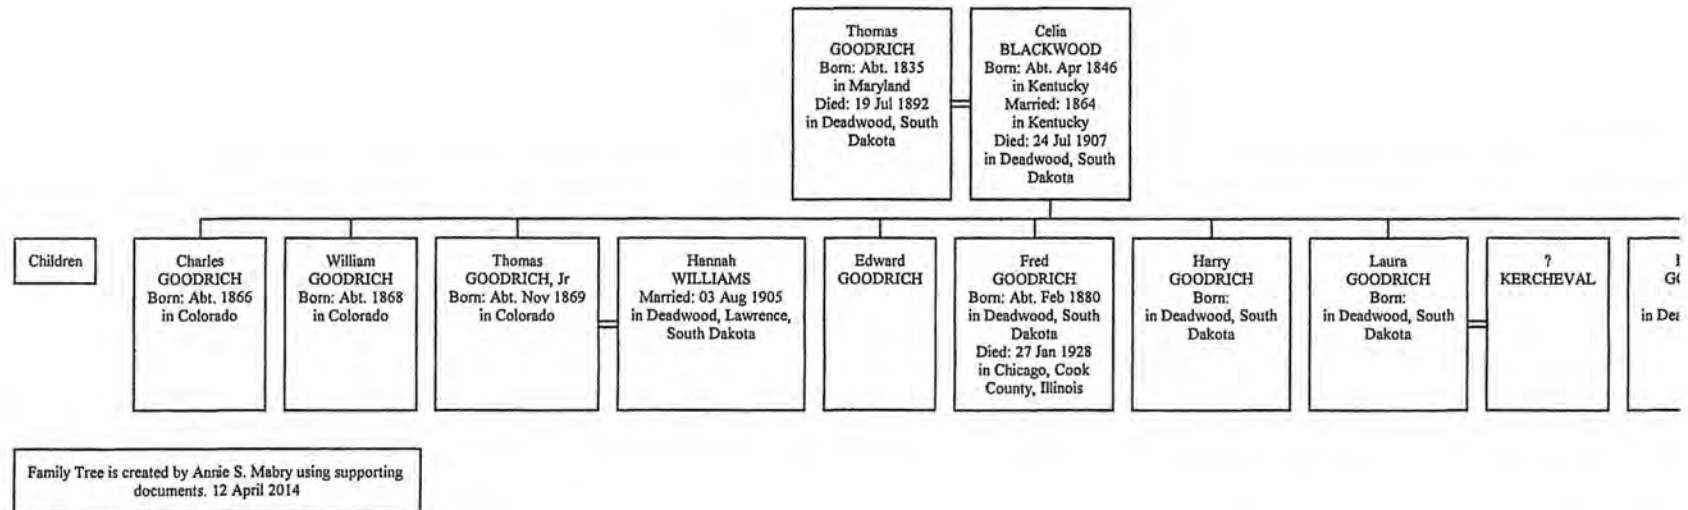 Thomas
GOODRICH
Born: Abt. 1835
in Maryland
Died: 19 Jul 1892
in Deadwood, South
Dakota
Celia
BLACKWOOD
Born: Abt. Apr 1846
in Kentucky
Married: 1864
in Kentucky
Died: 24 Jul 1907
in Deadwood, South
Dakota
Children
Charles
GOODRICH
Born: Abt. 1866
in Colorado
William
GOODRICH
Born: Abt. 1868
in Colorado
Thomas
GOODRICH, Jr
Born: Abt. Nov 1869
in Colorado
Hannah
WILLIAMS
Married: 03 Aug 1905
in Deadwood, Lawrence,
South Dakota
Edward
GOODRICH
Fred
GOODRICH
Born: Abt. Feb 1880
in Deadwood, South
Dakota
Died: 27 Jan 1928
in Chicago, Cook
County, Illinois
Harry
GOODRICH
Born:
in Deadwood, South
Dakota
Laura
GOODRICH
Born:
in Deadwood, South
Dakota
?
KERCHEVAL
in
Family Tree is created by Annie S. Mabry using supporting
documents. 12 April 2014